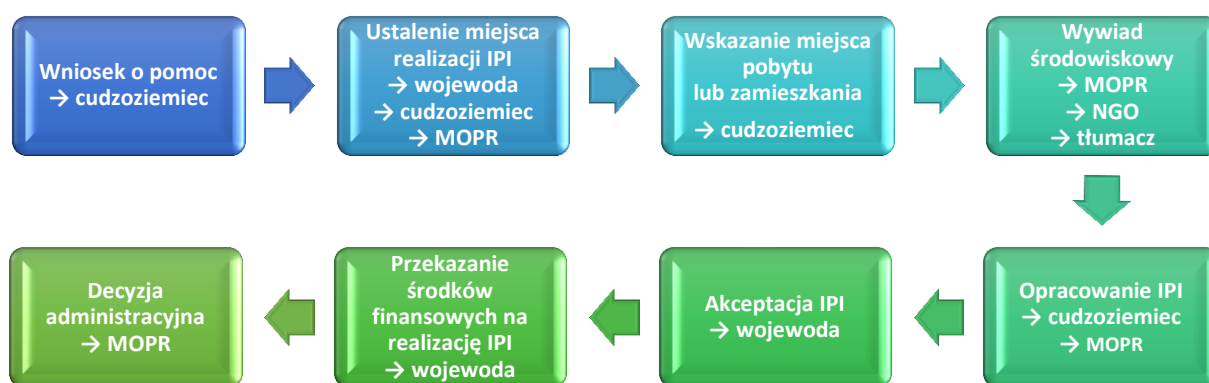 Wniosek o pomoc
→ cudzoziemiec
Ustalenie miejsca
realizacji IPI
→ wojewoda
→ cudzoziemiec
→ MOPR
Wskazanie miejsca
pobytu
lub zamieszkania
→ cudzoziemiec
Wywiad
środowiskowy
→ MOPR
→ NGO
→ tłumacz
Opracowanie IPI
→ cudzoziemiec
→ MOPR
Akceptacja IPI
→ wojewoda
Przekazanie
środków
finansowych na
realizację IPI
→ wojewoda
Decyzja
administracyjna
→ MOPR